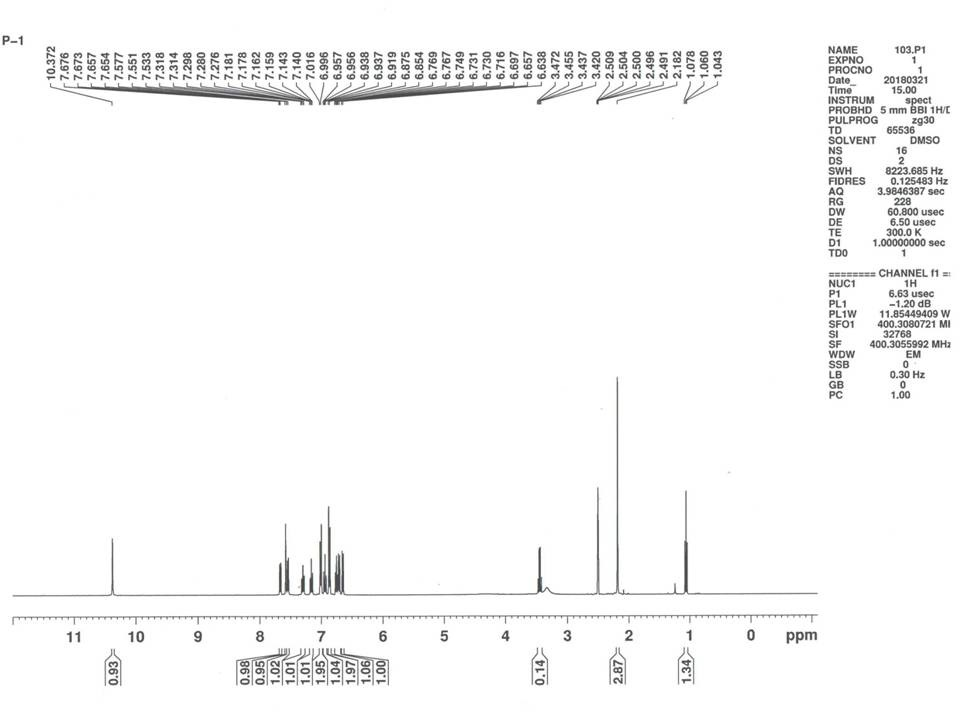 P-1
10.372
7.676
7.673
7.657
7.654
7.577
7.551
7.533
7.318
7.314
7.298
7.280
7.276
7.181
7.178
7.162
7.159
7.143
7.140
7.016
6.996
6.957
6.956
6.938
6.937
6.919
6.875
6.854
6.769
6.767
6.749
6.731
6.730
6.716
6.697
6.657
6.638
3.472
3.455
3.437
3.420
2.509
2.504
2.500
2.496
2.491
2.182
1.078
1.060
1.043
NAME 103.P1
EXPNO 1
PROCNO 1
Date_ 20180321
Time 15.00
INSTRUM spect
PROBHD 5 mm BBI 1H/D
PULPROG zg30
TD 65536
SOLVENT DMSO
NS 16
DS 2
SWH 8223.685 Hz
FIDRES 0.125483 Hz
AQ 3.9846387 sec
RG 228
DW 60.800 usec
DE 6.50 usec
TE 300.0 K
D1 1.00000000 sec
TD0 1
======== CHANNEL f1 ==
NUC1 1H
P1 6.63 usec
PL1 -1.20 dB
PL1W 11.85449409 W
SFO1 400.3080721 MH
SI 32768
SF 400.3055992 MHz
WDW EM
SSB 0
LB 0.30 Hz
GB 0
PC 1.00
11 10 9 8 7 6 5 4 3 2 1 0 ppm
0.93
0.98
0.95
1.02
1.01
1.01
1.95
1.04
1.97
1.06
1.00
0.14
2.87
1.34